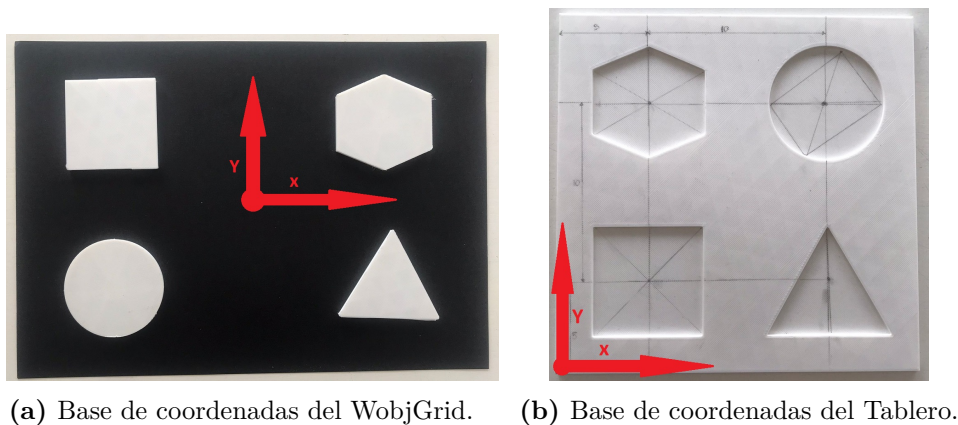 Y
x
5
10
Y
x
(a) Base de coordenadas del WobjGrid.
(b) Base de coordenadas del Tablero.